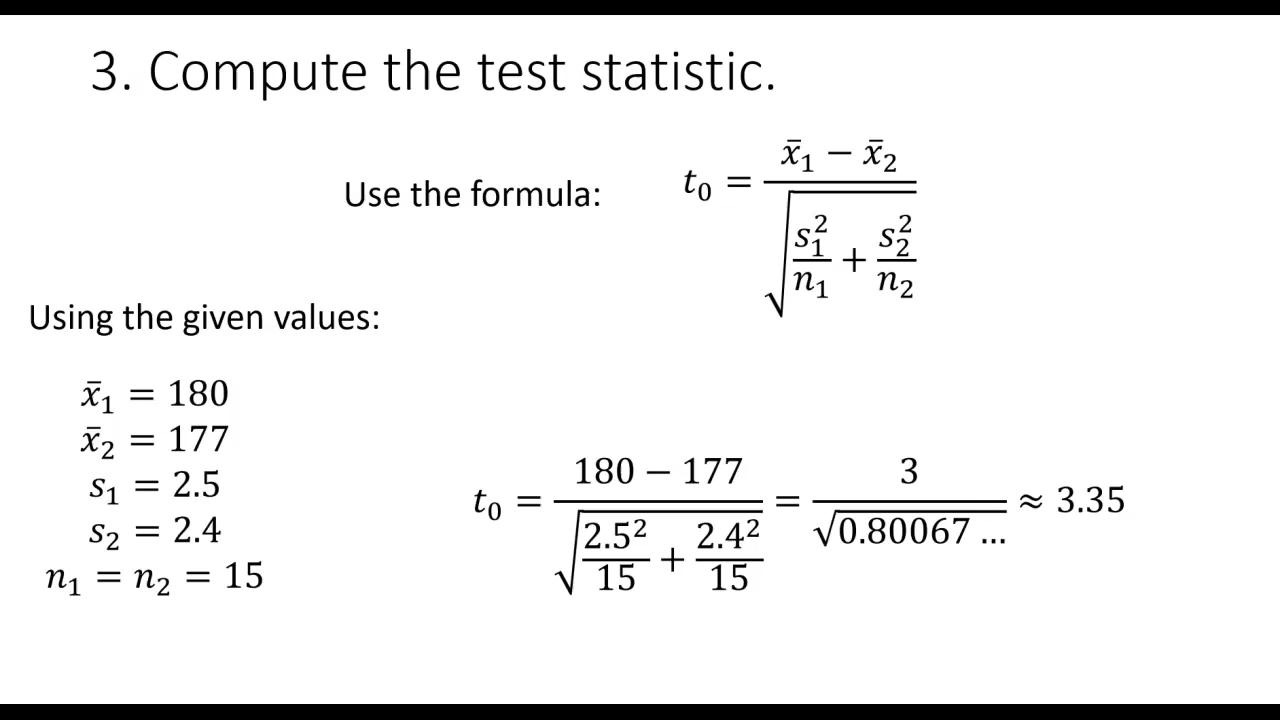 3. Compute the test statistic.
Use the formula: t₀ = (x̄₁ − x̄₂) / √(s₁²/n₁ + s₂²/n₂)
Using the given values:
x̄₁ = 180
x̄₂ = 177
s₁ = 2.5
s₂ = 2.4
n₁ = n₂ = 15
t₀ = (180 − 177) / √(2.5²/15 + 2.4²/15) = 3 / √(0.80067 ...) ≈ 3.35